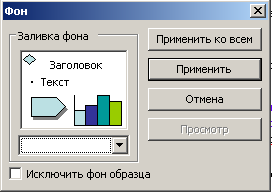 Фон
Заливка фона
Заголовок
• Текст
Применить ко всем
Применить
Отмена
Просмотр
Исключить фон образца